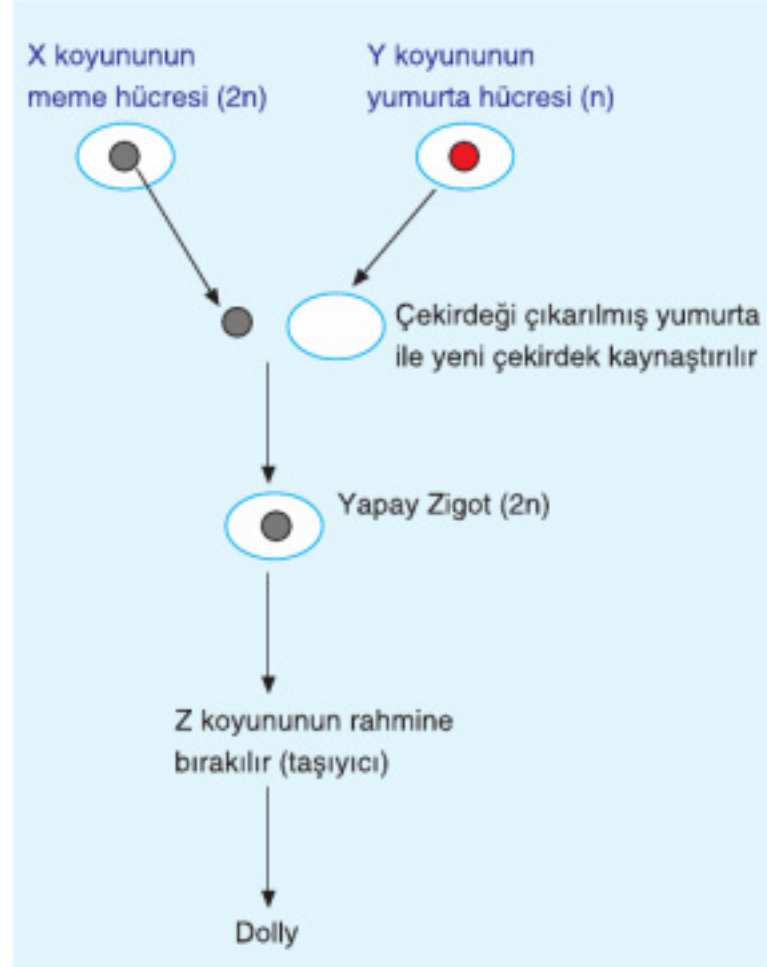 X koyununun
meme hücresi (2n)
Y koyununun
yumurta hücresi (n)
Çekirdeği çıkarılmış yumurta
ile yeni çekirdek kaynaştırılır
Yapay Zigot (2n)
Z koyununun rahmine
bırakılır (taşıyıcı)
Dolly